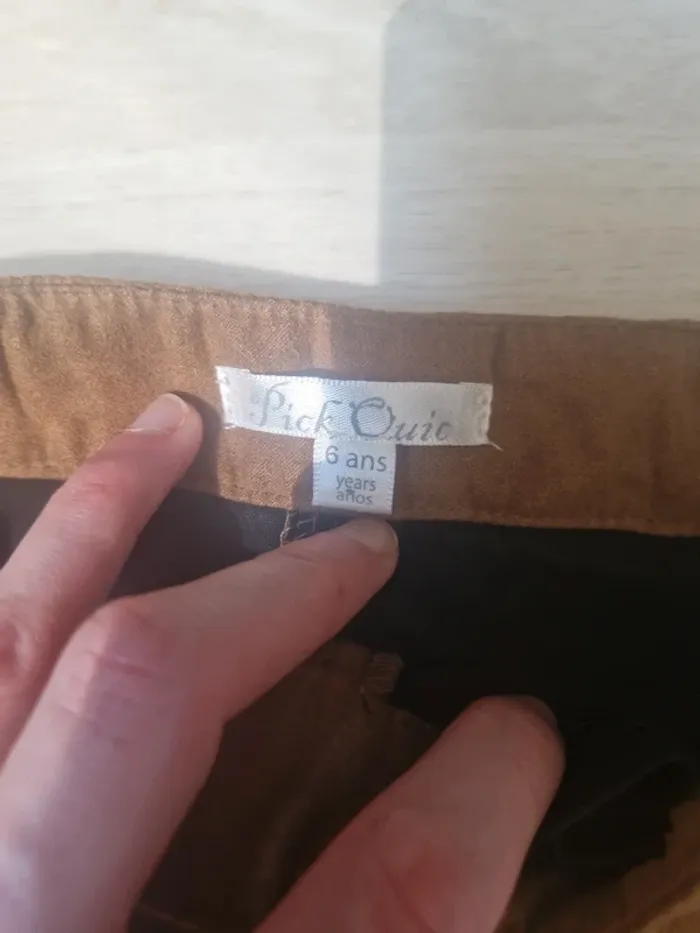 Pick Ouic
6 ans
years
años